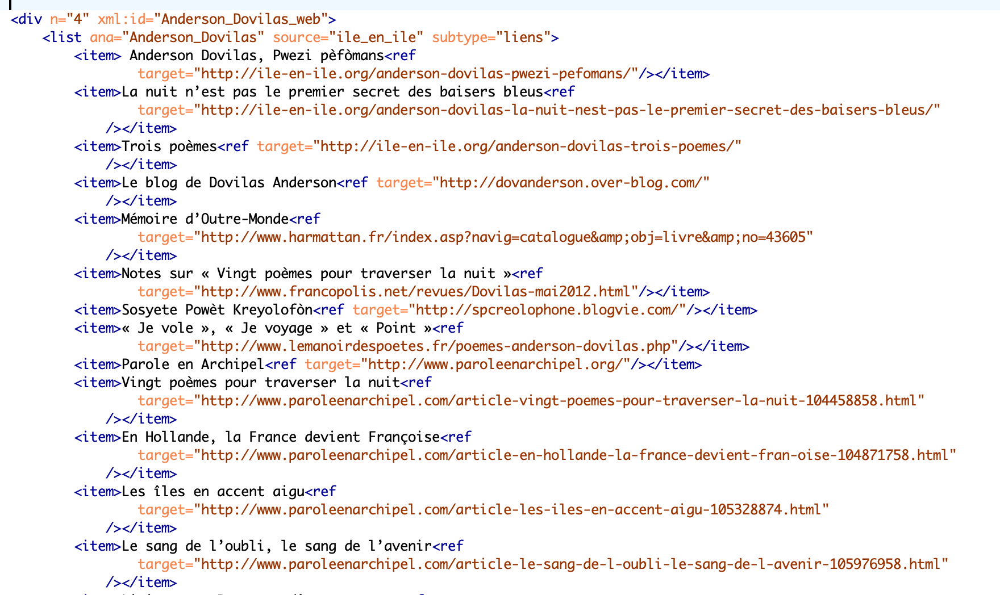 <div n="4" xml:id="Anderson_Dovilas_web">
<list ana="Anderson_Dovilas" source="ile_en_ile" subtype="liens">
<item> Anderson Dovilas, Pwezi pèfòmans<ref
target="http://ile-en-ile.org/anderson-dovilas-pwezi-pefomans/"/></item>
<item>La nuit n’est pas le premier secret des baisers bleus<ref
target="http://ile-en-ile.org/anderson-dovilas-la-nuit-nest-pas-le-premier-secret-des-baisers-bleus/"
/></item>
<item>Trois poèmes<ref target="http://ile-en-ile.org/anderson-dovilas-trois-poemes/"
/></item>
<item>Le blog de Dovilas Anderson<ref target="http://dovanderson.over-blog.com/"
/></item>
<item>Mémoire d’Outre-Monde<ref
target="http://www.harmattan.fr/index.asp?navig=catalogue&amp;obj=livre&amp;no=43605"
/></item>
<item>Notes sur « Vingt poèmes pour traverser la nuit »<ref
target="http://www.francopolis.net/revues/Dovilas-mai2012.html"/></item>
<item>Sosyete Powèt Kreyolofòn<ref target="http://spcreolophone.blogvie.com/"/></item>
<item>« Je vole », « Je voyage » et « Point »<ref
target="http://www.lemanoirdespoetes.fr/poemes-anderson-dovilas.php"/></item>
<item>Parole en Archipel<ref target="http://www.paroleenarchipel.org/"/></item>
<item>Vingt poèmes pour traverser la nuit<ref
target="http://www.paroleenarchipel.com/article-vingt-poemes-pour-traverser-la-nuit-104458858.html"
/></item>
<item>En Hollande, la France devient Françoise<ref
target="http://www.paroleenarchipel.com/article-en-hollande-la-france-devient-fran-oise-104871758.html"
/></item>
<item>Les îles en accent aigu<ref
target="http://www.paroleenarchipel.com/article-les-iles-en-accent-aigu-105328874.html"
/></item>
<item>Le sang de l’oubli, le sang de l’avenir<ref
target="http://www.paroleenarchipel.com/article-le-sang-de-l-oubli-le-sang-de-l-avenir-105976958.html"
/></item>